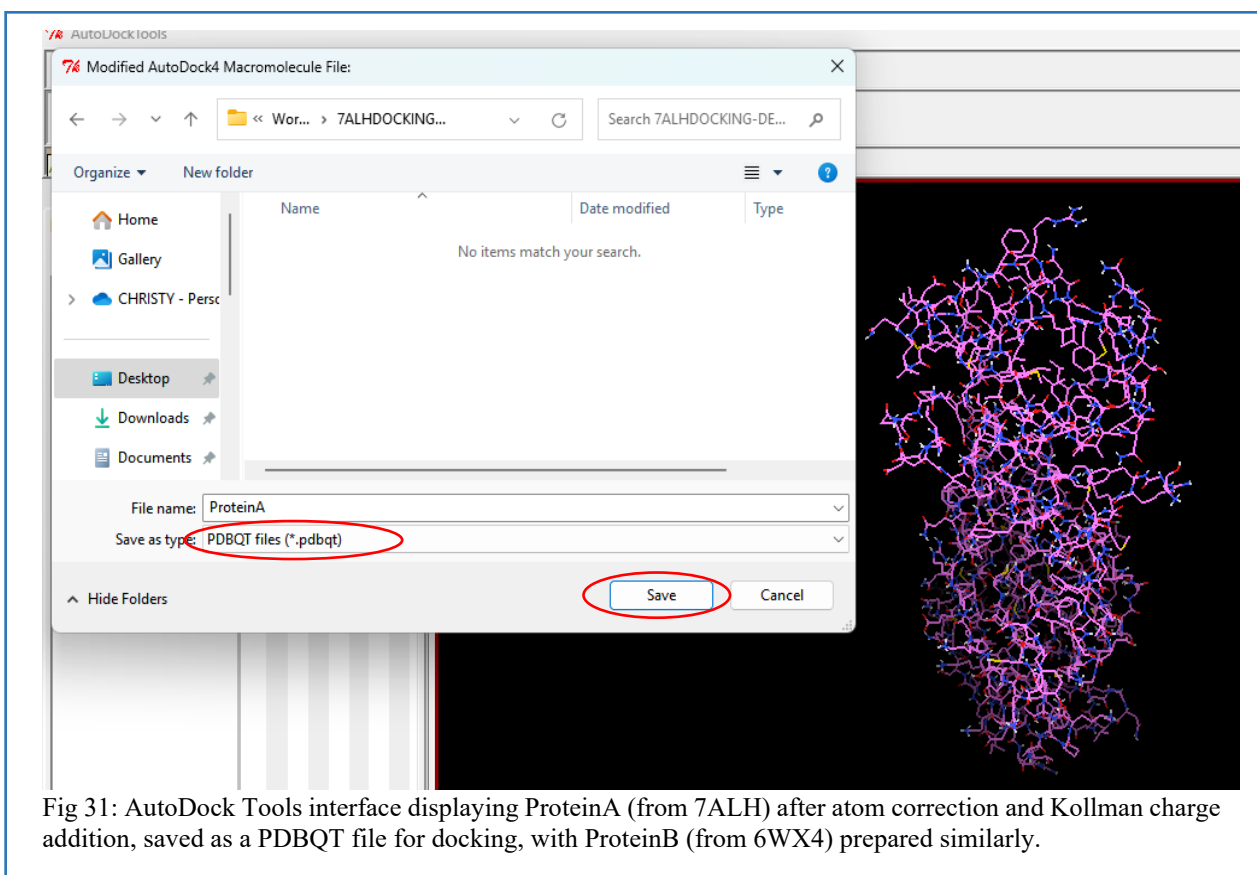 AutoDockTools
Modified AutoDock4 Macromolecule File:
« Wor... › 7ALHDOCKING...
Search 7ALHDOCKING-DE...
Organize
New folder
Home
Gallery
CHRISTY - Persc
Desktop
Downloads
Documents
Name
Date modified
Type
No items match your search.
File name: ProteinA
Save as type: PDBQT files (*.pdbqt)
Hide Folders
Save
Cancel
Fig 31: AutoDock Tools interface displaying ProteinA (from 7ALH) after atom correction and Kollman charge
addition, saved as a PDBQT file for docking, with ProteinB (from 6WX4) prepared similarly.